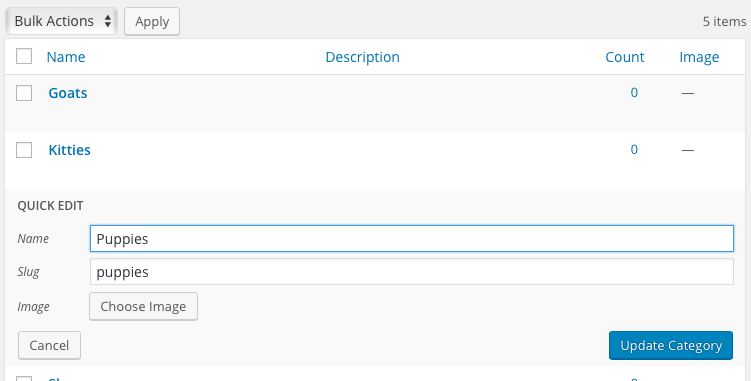 Bulk Actions Apply 5 items
Name Description Count Image
Goats 0 —
Kitties 0 —
QUICK EDIT
Name Puppies
Slug puppies
Image Choose Image
Cancel Update Category